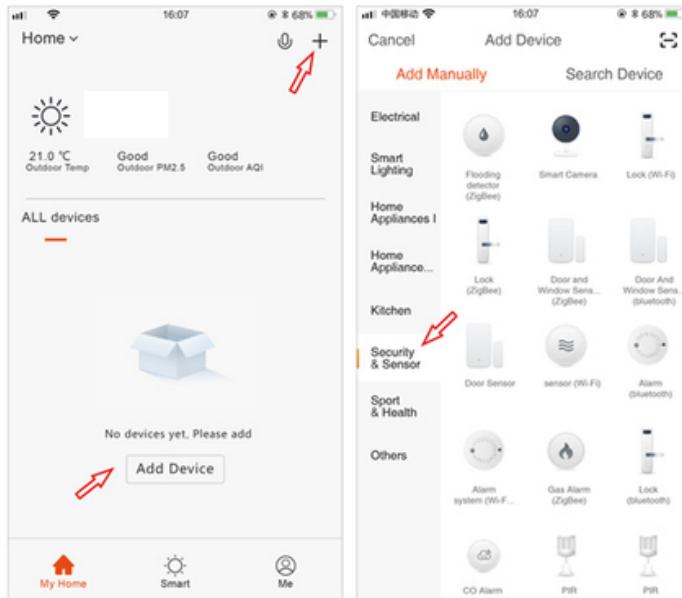 16:07
68%
Home
21.0 ℃
Outdoor Temp
Good
Outdoor PM2.5
Good
Outdoor AQI
ALL devices
No devices yet, Please add
Add Device
My Home
Smart
Me
中国移动
16:07
68%
Cancel
Add Device
Add Manually
Search Device
Electrical
Smart
Lighting
Home
Appliances I
Home
Appliance...
Kitchen
Security
& Sensor
Sport
& Health
Others
Flooding
detector
(ZigBee)
Smart Camera
Lock (Wi-Fi)
Lock
(ZigBee)
Door and
Window Sens...
(ZigBee)
Door And
Window Sens...
(bluetooth)
Door Sensor
sensor (Wi-Fi)
Alarm
(bluetooth)
Alarm
system (Wi-F...
Gas Alarm
(ZigBee)
Lock
(bluetooth)
CO Alarm
PIR
PIR